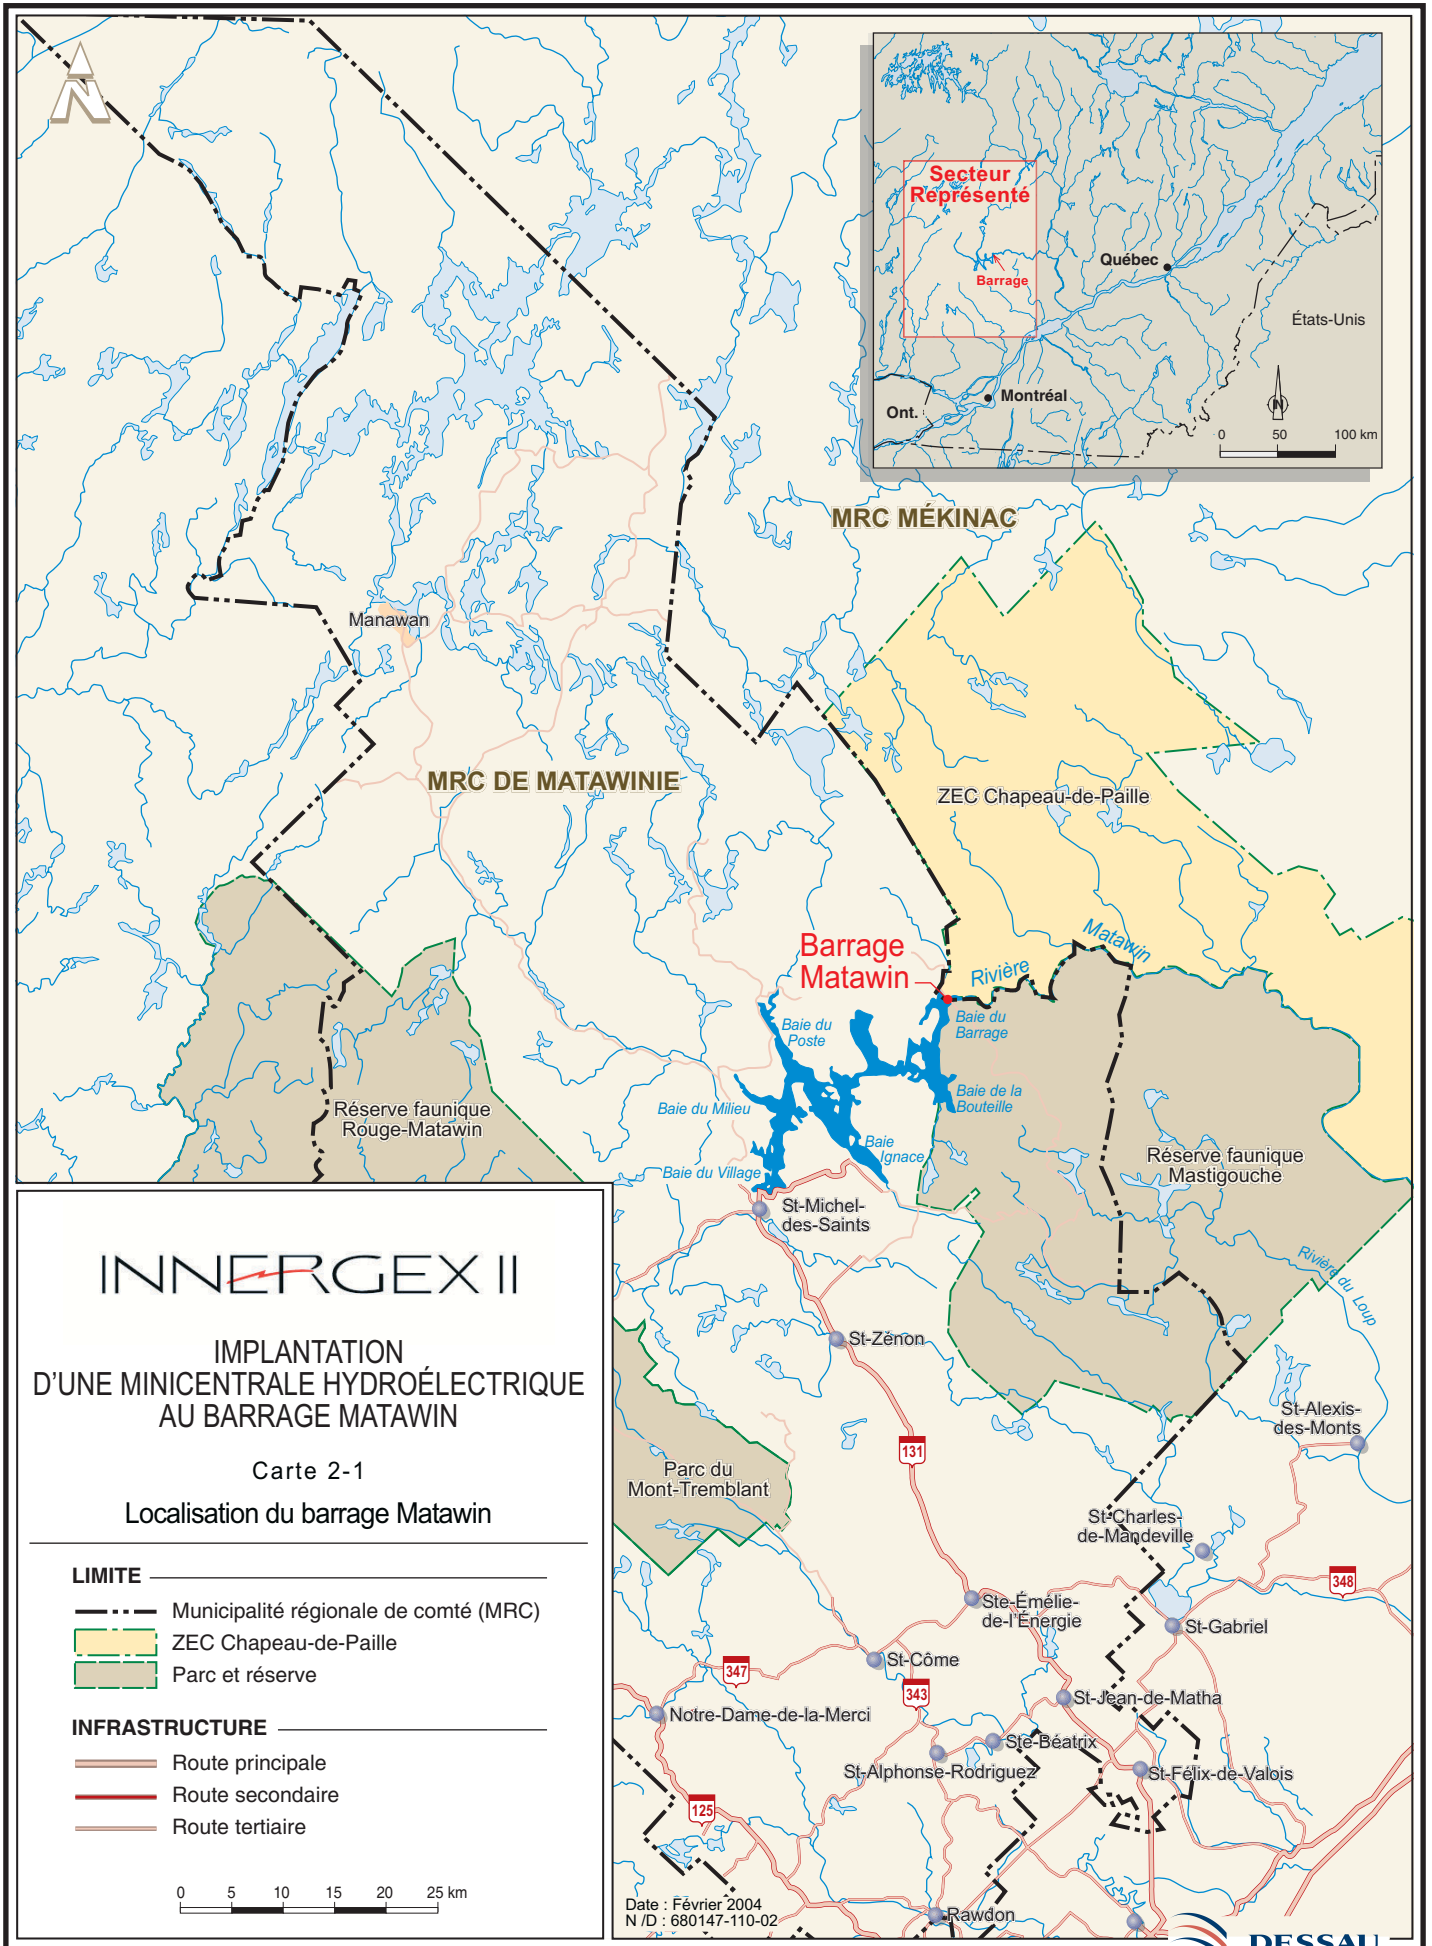 N
Secteur
Représenté
Barrage
Québec
États-Unis
Montréal
Ont.
N
0 50 100 km
MRC MÉKINAC
Manawan
MRC DE MATAWINIE
ZEC Chapeau-de-Paille
Barrage
Matawin
Rivière
Matawin
Baie du
Poste
Baie du
Barrage
Baie de la
Bouteille
Baie du Milieu
Baie
Ignace
Baie du Village
Réserve faunique
Rouge-Matawin
Réserve faunique
Mastigouche
St-Michel-
des-Saints
Rivière du Loup
St-Zénon
St-Alexis-
des-Monts
131
Parc du
Mont-Tremblant
St-Charles-
de-Mandeville
348
Ste-Émélie-
de-l'Énergie
St-Gabriel
St-Côme
347
343
St-Jean-de-Matha
Notre-Dame-de-la-Merci
Ste-Béatrix
St-Alphonse-Rodriguez
St-Félix-de-Valois
125
Rawdon
INNERGEX II
IMPLANTATION
D'UNE MINICENTRALE HYDROÉLECTRIQUE
AU BARRAGE MATAWIN
Carte 2-1
Localisation du barrage Matawin
LIMITE
Municipalité régionale de comté (MRC)
ZEC Chapeau-de-Paille
Parc et réserve
INFRASTRUCTURE
Route principale
Route secondaire
Route tertiaire
0 5 10 15 20 25 km
Date : Février 2004
N /D : 680147-110-02
DESSAU